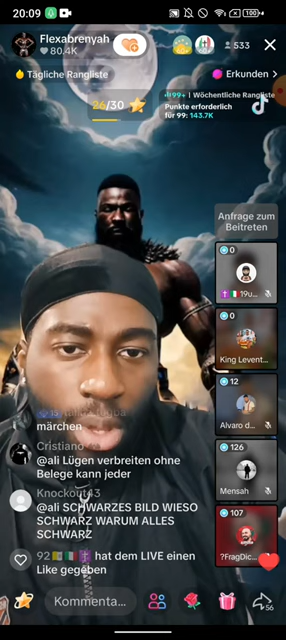 20:09
100+
Flexabrenyah
80,4K
533
Tägliche Rangliste
Erkunden >
26/30
99+ | Wöchentliche Rangliste
Punkte erforderlich
für 99: 143.7K
Anfrage zum
Beitreten
0
0
King Levent...
12
Alvaro d...
126
Mensah
107
?FragDic...
märchen
Cristiano
@ali Lügen verbreiten ohne
Belege kann jeder
Knockout43
@ali SCHWARZES BILD WIESO
SCHWARZ WARUM ALLES
SCHWARZ
92 hat dem LIVE einen
Like gegeben
Kommenta...
56